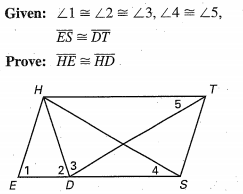 Given: ∠1 ≅ ∠2 ≅ ∠3, ∠4 ≅ ∠5,
ES ≅ DT
Prove: HE ≅ HD
H T
5
1 2 3 4
E D S